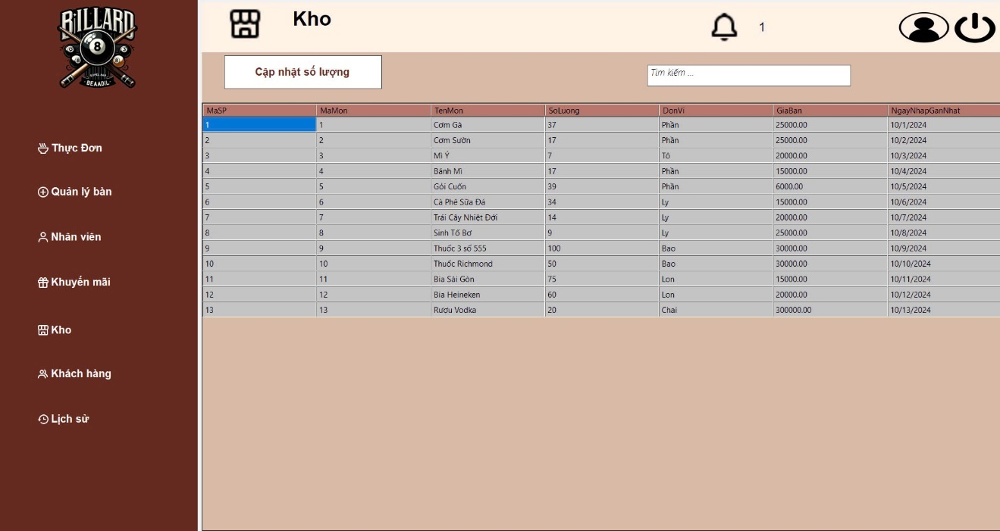 BILLARD
8
BEAADIL
Thực Đơn
Quản lý bàn
Nhân viên
Khuyến mãi
Kho
Khách hàng
Lịch sử
Kho
1
Cập nhật số lượng
Tìm kiếm ...
MaSP MaMon TenMon SoLuong DonVi GiaBan NgayNhapGanNhat
1 1 Cơm Gà 37 Phần 25000.00 10/1/2024
2 2 Cơm Sườn 17 Phần 25000.00 10/2/2024
3 3 Mì Ý 7 Tô 20000.00 10/3/2024
4 4 Bánh Mì 17 Phần 15000.00 10/4/2024
5 5 Gỏi Cuốn 39 Phần 6000.00 10/5/2024
6 6 Cà Phê Sữa Đá 34 Ly 15000.00 10/6/2024
7 7 Trái Cây Nhiệt Đới 14 Ly 20000.00 10/7/2024
8 8 Sinh Tố Bơ 9 Ly 25000.00 10/8/2024
9 9 Thuốc 3 số 555 100 Bao 30000.00 10/9/2024
10 10 Thuốc Richmond 50 Bao 30000.00 10/10/2024
11 11 Bia Sài Gòn 75 Lon 15000.00 10/11/2024
12 12 Bia Heineken 60 Lon 20000.00 10/12/2024
13 13 Rượu Vodka 20 Chai 300000.00 10/13/2024